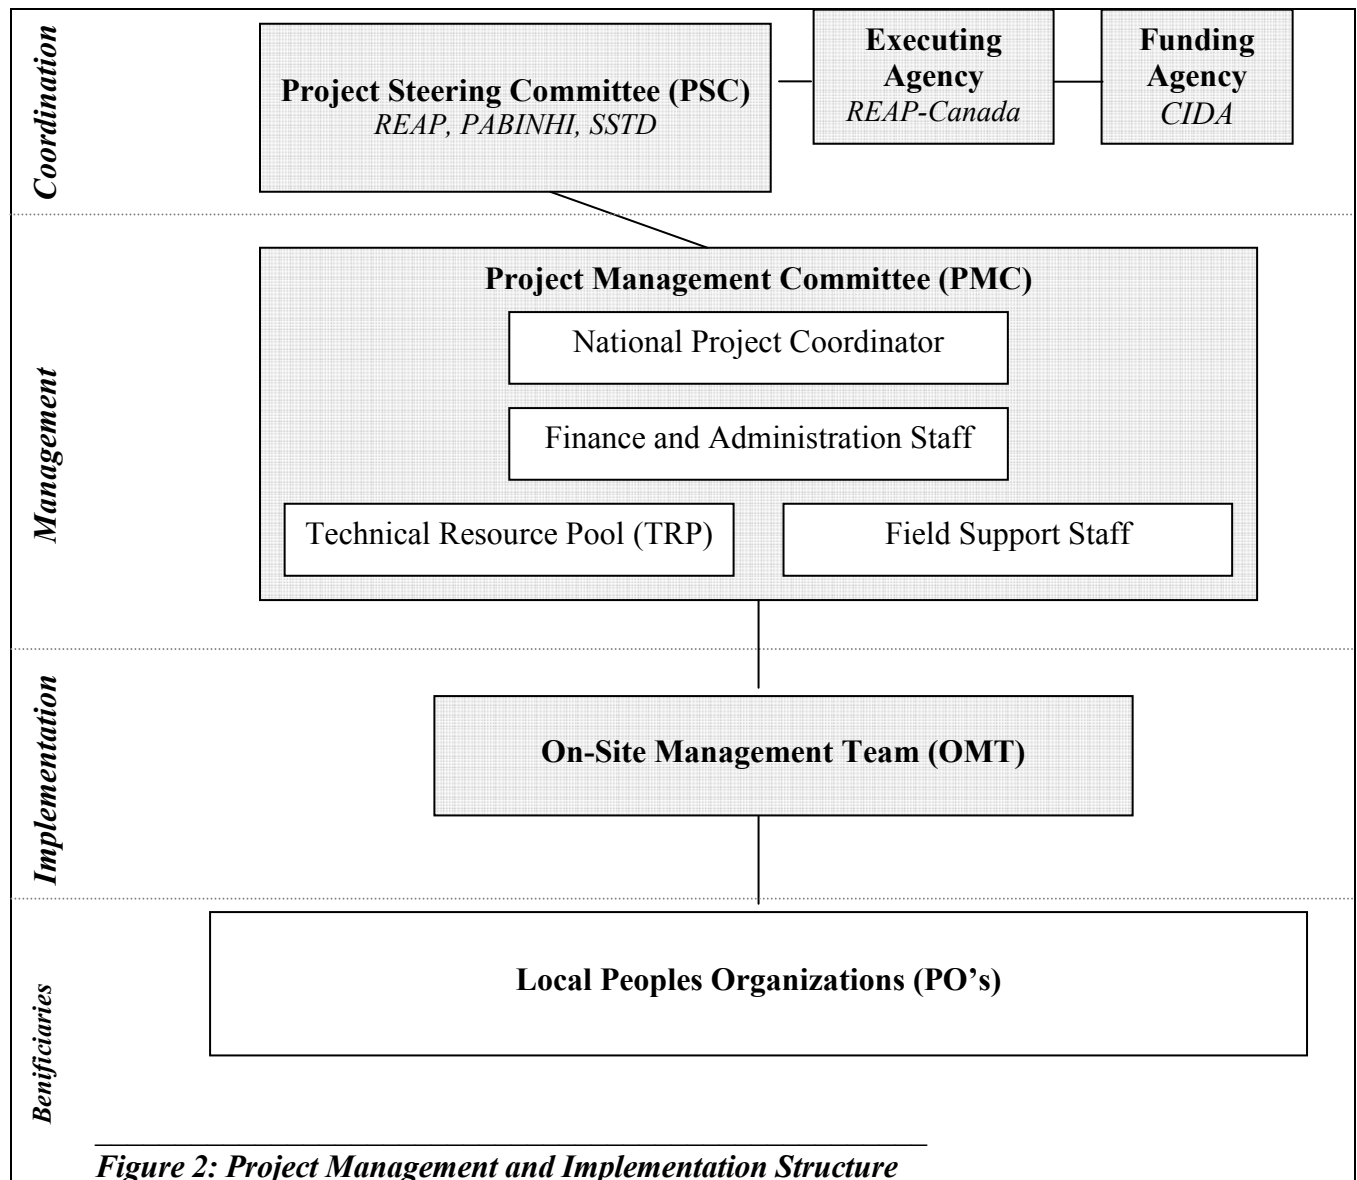 Coordination
Project Steering Committee (PSC)
REAP, PABINHI, SSTD
Executing
Agency
REAP-Canada
Funding
Agency
CIDA
Management
Project Management Committee (PMC)
National Project Coordinator
Finance and Administration Staff
Technical Resource Pool (TRP)
Field Support Staff
Implementation
On-Site Management Team (OMT)
Benificiaries
Local Peoples Organizations (PO’s)
Figure 2: Project Management and Implementation Structure